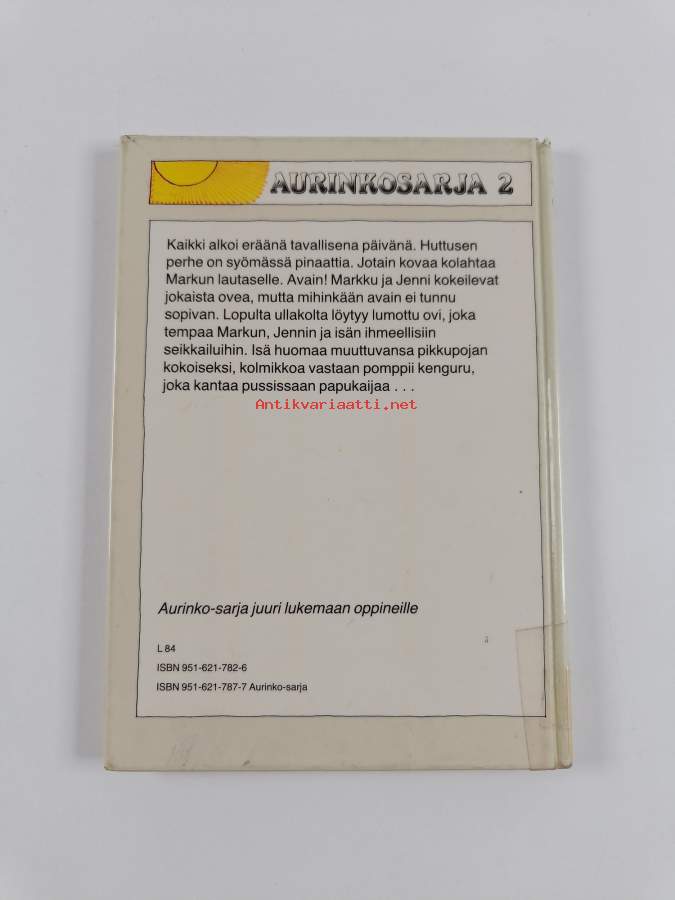 AURINKOSARJA 2
Kaikki alkoi eräänä tavallisena päivänä. Huttusen
perhe on syömässä pinaattia. Jotain kovaa kolahtaa
Markun lautaselle. Avain! Markku ja Jenni kokeilevat
jokaista ovea, mutta mihinkään avain ei tunnu
sopivan. Lopulta ullakolta löytyy lumottu ovi, joka
tempaa Markun, Jennin ja isän ihmeellisiin
seikkailuihin. Isä huomaa muuttuvansa pikkupojan
kokoiseksi, kolmikkoa vastaan pomppii kenguru,
joka kantaa pussissaan papukaijaa . . .
Antikvariaatti.net
Aurinko-sarja juuri lukemaan oppineille
L 84
ISBN 951-621-782-6
ISBN 951-621-787-7 Aurinko-sarja